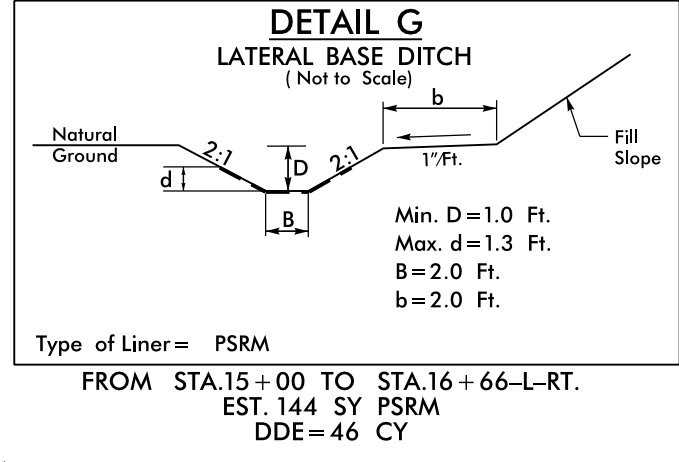 DETAIL G
LATERAL BASE DITCH
( Not to Scale)
b
Natural
Ground
2:1
D
2:1
1"/Ft.
Fill
Slope
d
B
Min. D=1.0 Ft.
Max. d=1.3 Ft.
B=2.0 Ft.
b=2.0 Ft.
Type of Liner= PSRM
FROM STA.15+00 TO STA.16+66-L-RT.
EST. 144 SY PSRM
DDE=46 CY